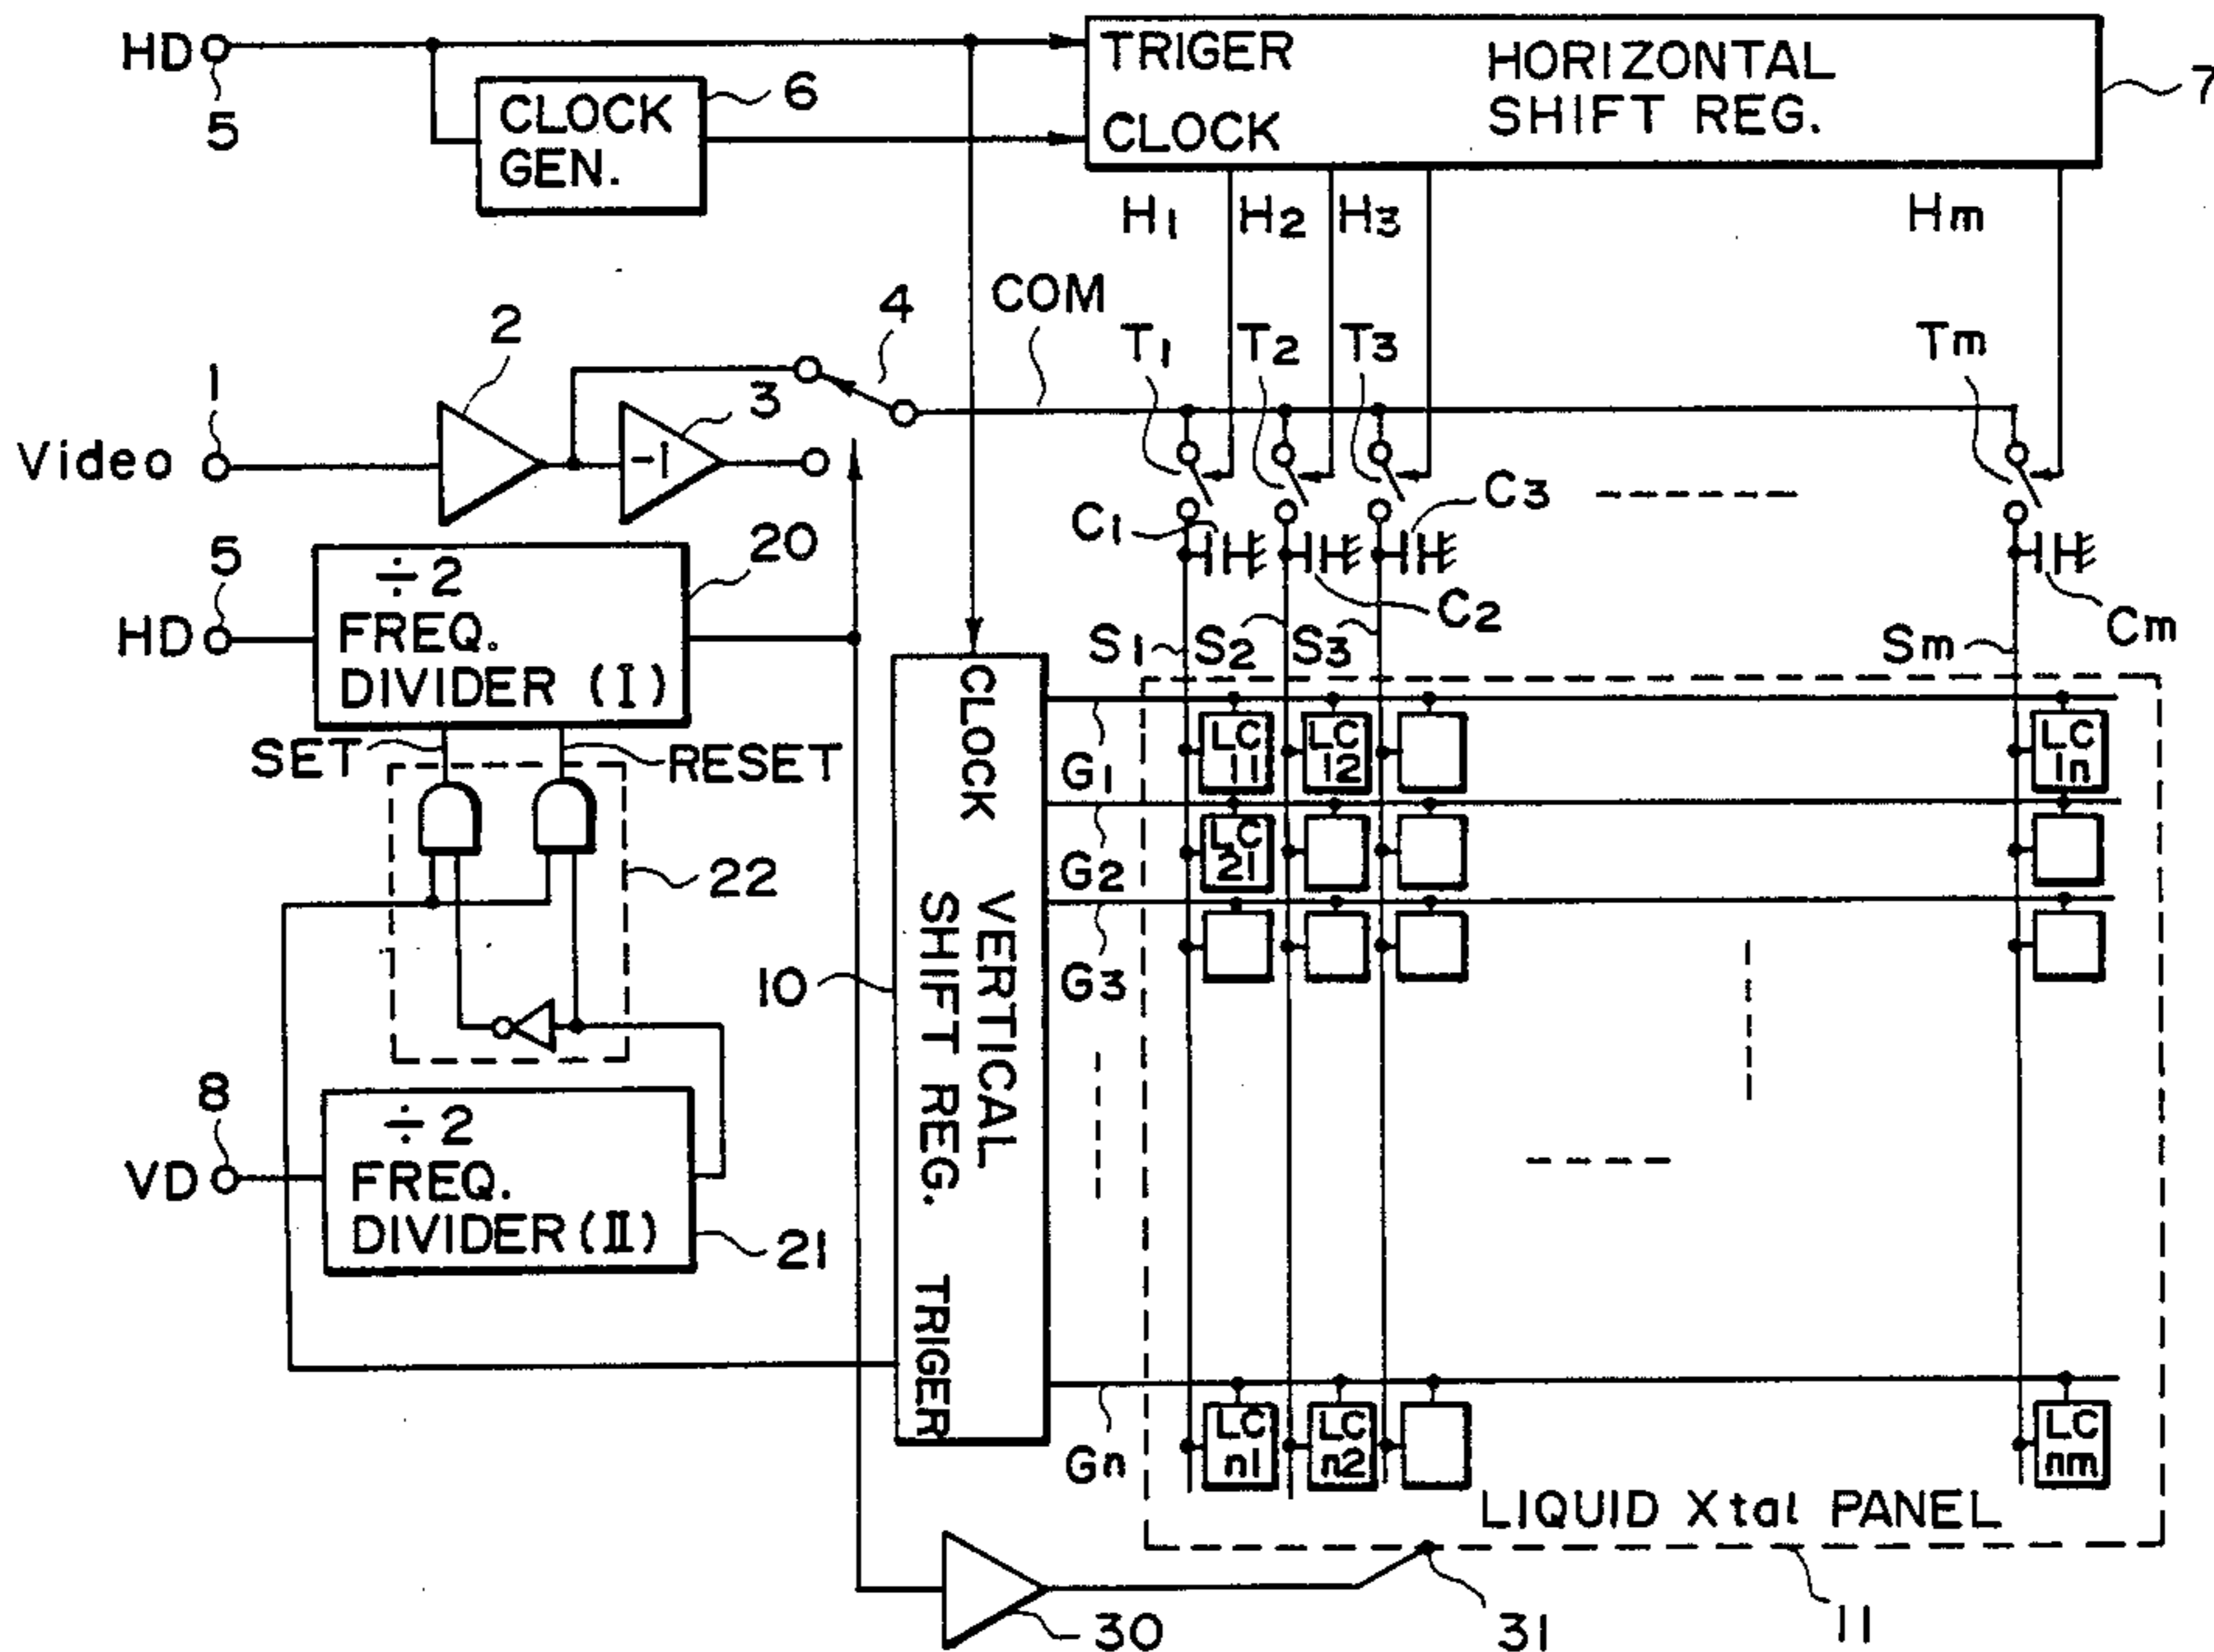 HD
5
CLOCK
GEN.
6
TRIGER
CLOCK
HORIZONTAL
SHIFT REG.
7
H1
H2
H3
Hm
Video
1
2
-1
3
4
COM
T1
T2
T3
Tm
C1
C2
C3
Cm
HD
5
÷2
FREQ.
DIVIDER (I)
20
S1
S2
S3
Sm
SET
RESET
22
CLOCK
VERTICAL
SHIFT REG.
TRIGER
10
G1
G2
G3
Gn
LC
11
LC
12
LC
1n
LC
21
VD
8
÷2
FREQ.
DIVIDER (II)
21
LC
n1
LC
n2
LC
nm
LIQUID Xtal PANEL
30
31
11